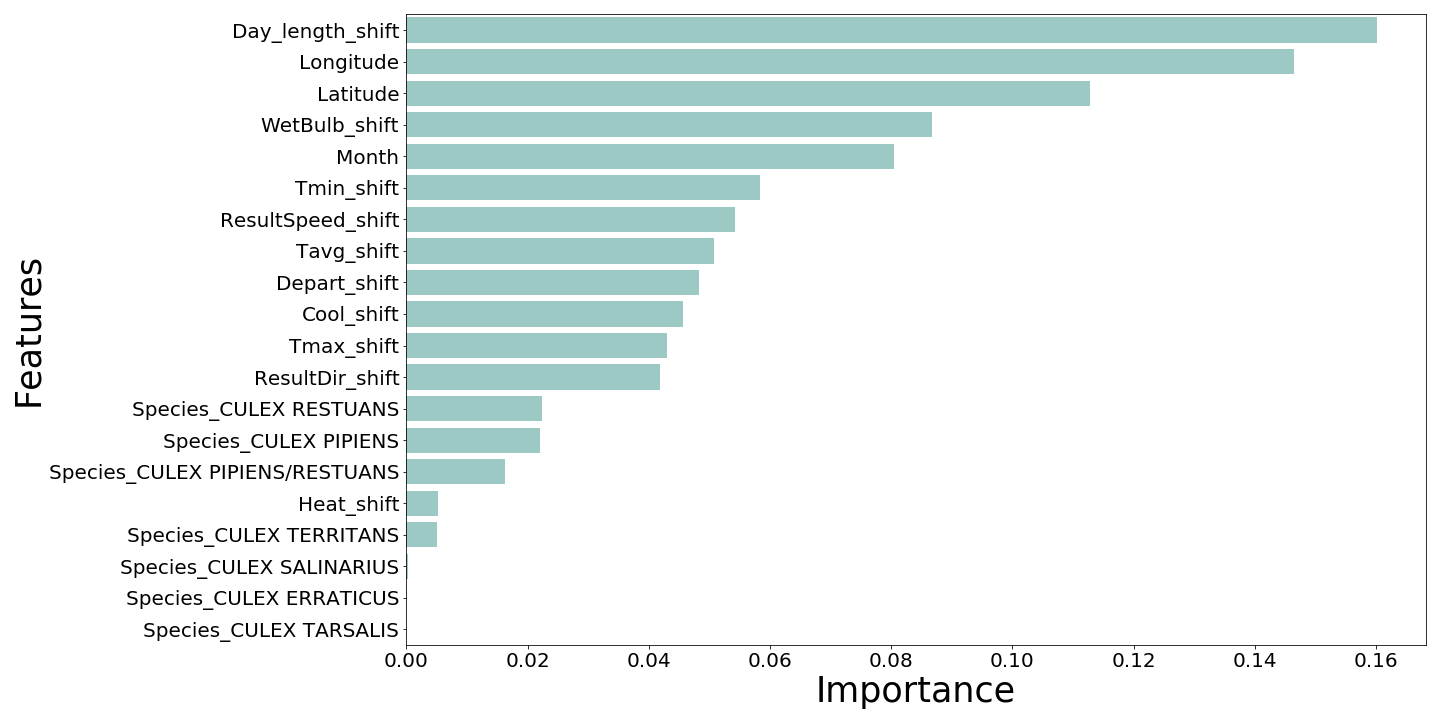 Day_length_shift
Longitude
Latitude
WetBulb_shift
Month
Tmin_shift
ResultSpeed_shift
Tavg_shift
Depart_shift
Cool_shift
Tmax_shift
ResultDir_shift
Species_CULEX RESTUANS
Species_CULEX PIPIENS
Species_CULEX PIPIENS/RESTUANS
Heat_shift
Species_CULEX TERRITANS
Species_CULEX SALINARIUS
Species_CULEX ERRATICUS
Species_CULEX TARSALIS
Features
0.00 0.02 0.04 0.06 0.08 0.10 0.12 0.14 0.16
Importance